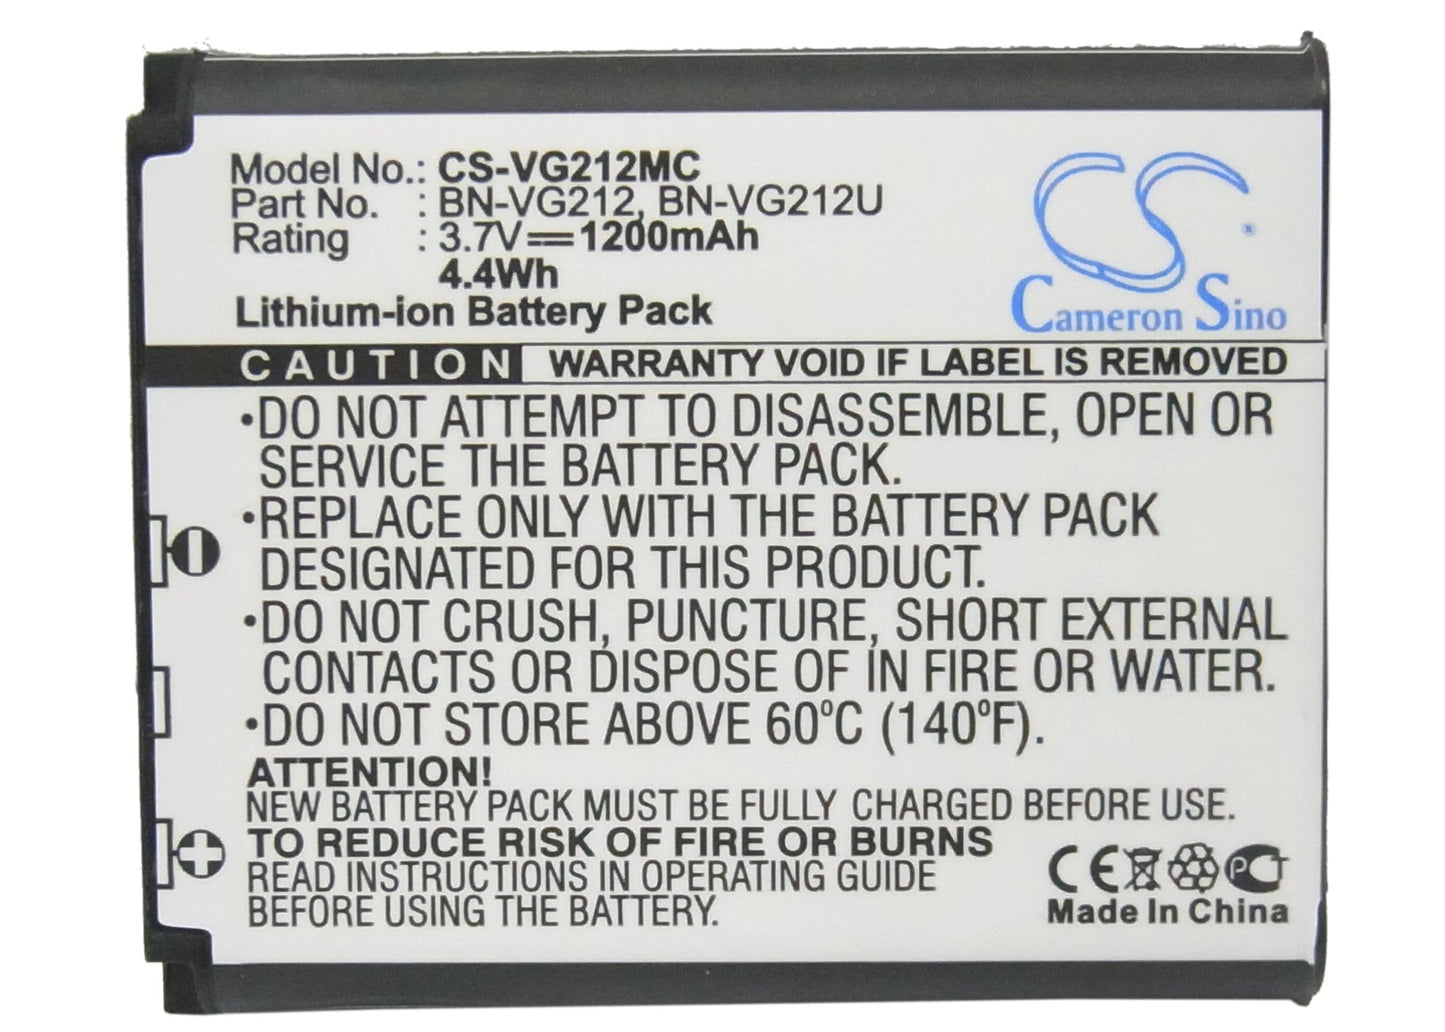 Model No.: CS-VG212MC
Part No. : BN-VG212, BN-VG212U
Rating : 3.7V⎓1200mAh
4.4Wh
Lithium-ion Battery Pack
CS ®
Cameron Sino
CAUTION WARRANTY VOID IF LABEL IS REMOVED
•DO NOT ATTEMPT TO DISASSEMBLE, OPEN OR
SERVICE THE BATTERY PACK.
•REPLACE ONLY WITH THE BATTERY PACK
DESIGNATED FOR THIS PRODUCT.
•DO NOT CRUSH, PUNCTURE, SHORT EXTERNAL
CONTACTS OR DISPOSE OF IN FIRE OR WATER.
•DO NOT STORE ABOVE 60°C (140°F).
ATTENTION!
NEW BATTERY PACK MUST BE FULLY CHARGED BEFORE USE.
TO REDUCE RISK OF FIRE OR BURNS
READ INSTRUCTIONS IN OPERATING GUIDE
BEFORE USING THE BATTERY.
CE PCT
Made In China